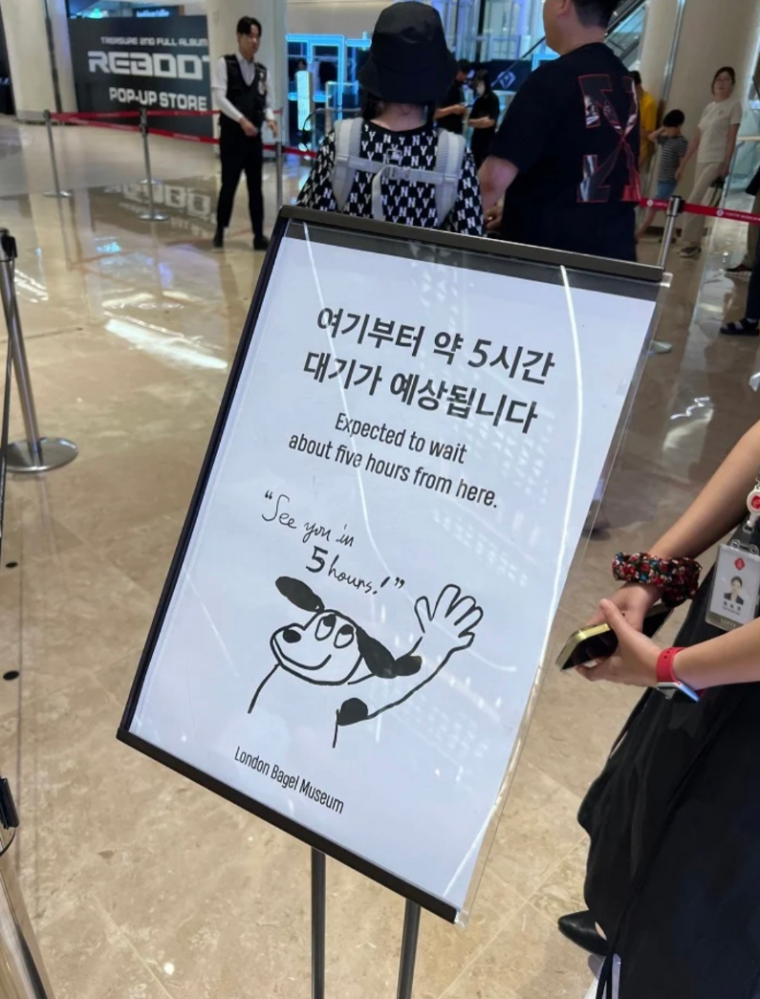 TREASURE 2ND FULL ALBUM
REBOOT
POP-UP STORE
여기부터 약 5시간
대기가 예상됩니다
Expected to wait
about five hours from here.
“See you in
5 hours!”
London Bagel Museum